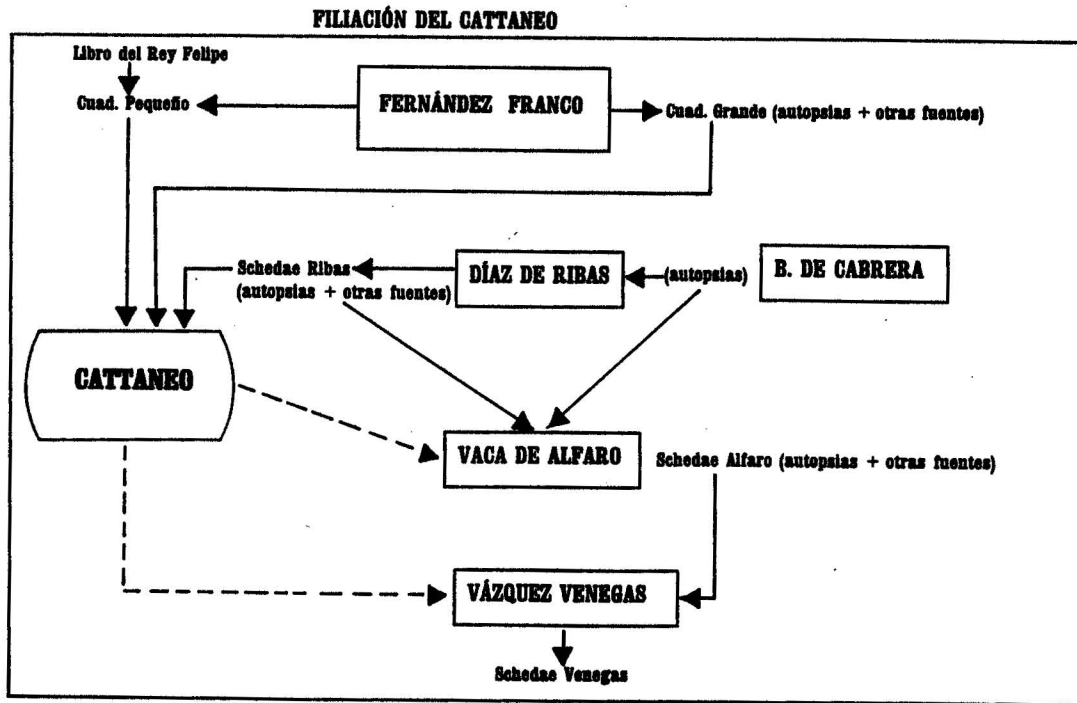 FILIACIÓN DEL CATTANEO
Libro del Rey Felipe
Cuad. Pequeño
FERNÁNDEZ FRANCO
Cuad. Grande (autopsias + otras fuentes)
Schedae Ribas
(autopsias + otras fuentes)
DÍAZ DE RIBAS
(autopsias)
B. DE CABRERA
CATTANEO
VACA DE ALFARO
Schedae Alfaro (autopsias + otras fuentes)
VÁZQUEZ VENEGAS
Schedae Venegas